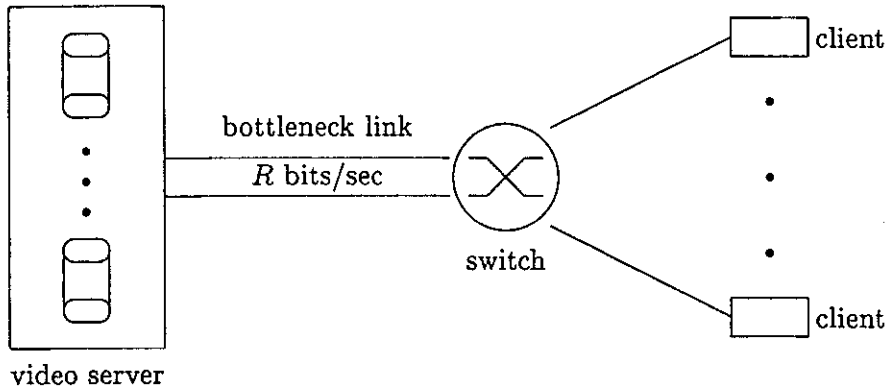 client
bottleneck link
R bits/sec
switch
client
video server